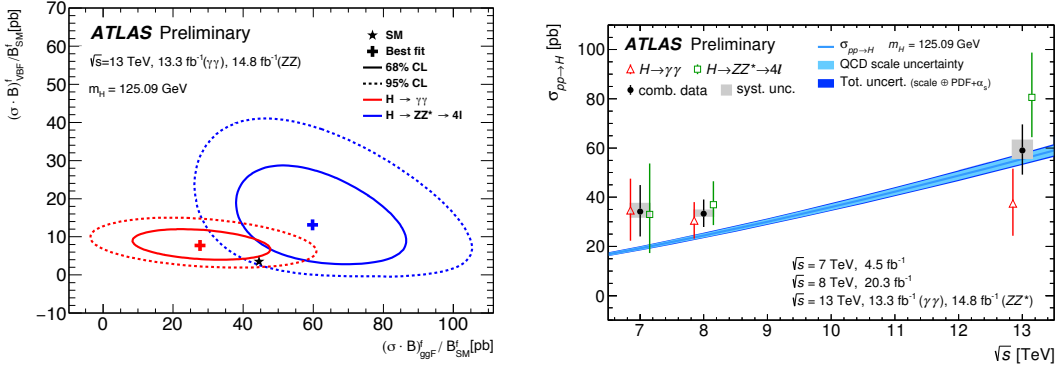 ATLAS Preliminary
√s=13 TeV, 13.3 fb⁻¹(γγ), 14.8 fb⁻¹(ZZ)
m_H = 125.09 GeV
SM
Best fit
68% CL
95% CL
H → γγ
H → ZZ* → 4l
(σ · B)^f_VBF / B^f_SM [pb]
70
60
50
40
30
20
10
0
−10
0 20 40 60 80 100
(σ · B)^f_ggF / B^f_SM [pb]
ATLAS Preliminary
H→γγ H→ZZ*→4l
comb. data syst. unc.
σ_pp→H m_H = 125.09 GeV
QCD scale uncertainty
Tot. uncert. (scale ⊕ PDF+α_s)
σ_pp→H [pb]
100
80
60
40
20
0
√s = 7 TeV, 4.5 fb⁻¹
√s = 8 TeV, 20.3 fb⁻¹
√s = 13 TeV, 13.3 fb⁻¹ (γγ), 14.8 fb⁻¹ (ZZ*)
7 8 9 10 11 12 13
√s [TeV]